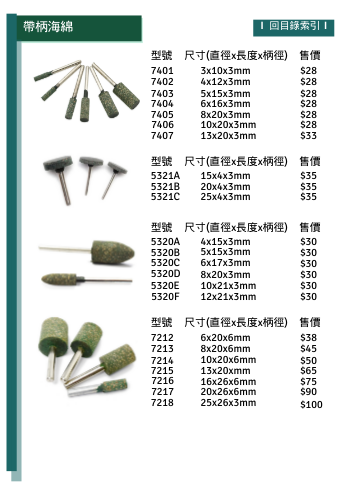 帶柄海綿
I 回目錄索引 I
型號 尺寸(直徑x長度x柄徑) 售價
7401 3x10x3mm $28
7402 4x12x3mm $28
7403 5x15x3mm $28
7404 6x16x3mm $28
7405 8x20x3mm $28
7406 10x20x3mm $28
7407 13x20x3mm $33
型號 尺寸(直徑x長度x柄徑) 售價
5321A 15x4x3mm $35
5321B 20x4x3mm $35
5321C 25x4x3mm $35
型號 尺寸(直徑x長度x柄徑) 售價
5320A 4x15x3mm $30
5320B 5x15x3mm $30
5320C 6x17x3mm $30
5320D 8x20x3mm $30
5320E 10x21x3mm $30
5320F 12x21x3mm $30
型號 尺寸(直徑x長度x柄徑) 售價
7212 6x20x6mm $38
7213 8x20x6mm $45
7214 10x20x6mm $50
7215 13x20xmm $65
7216 16x26x6mm $75
7217 20x26x6mm $90
7218 25x26x3mm $100